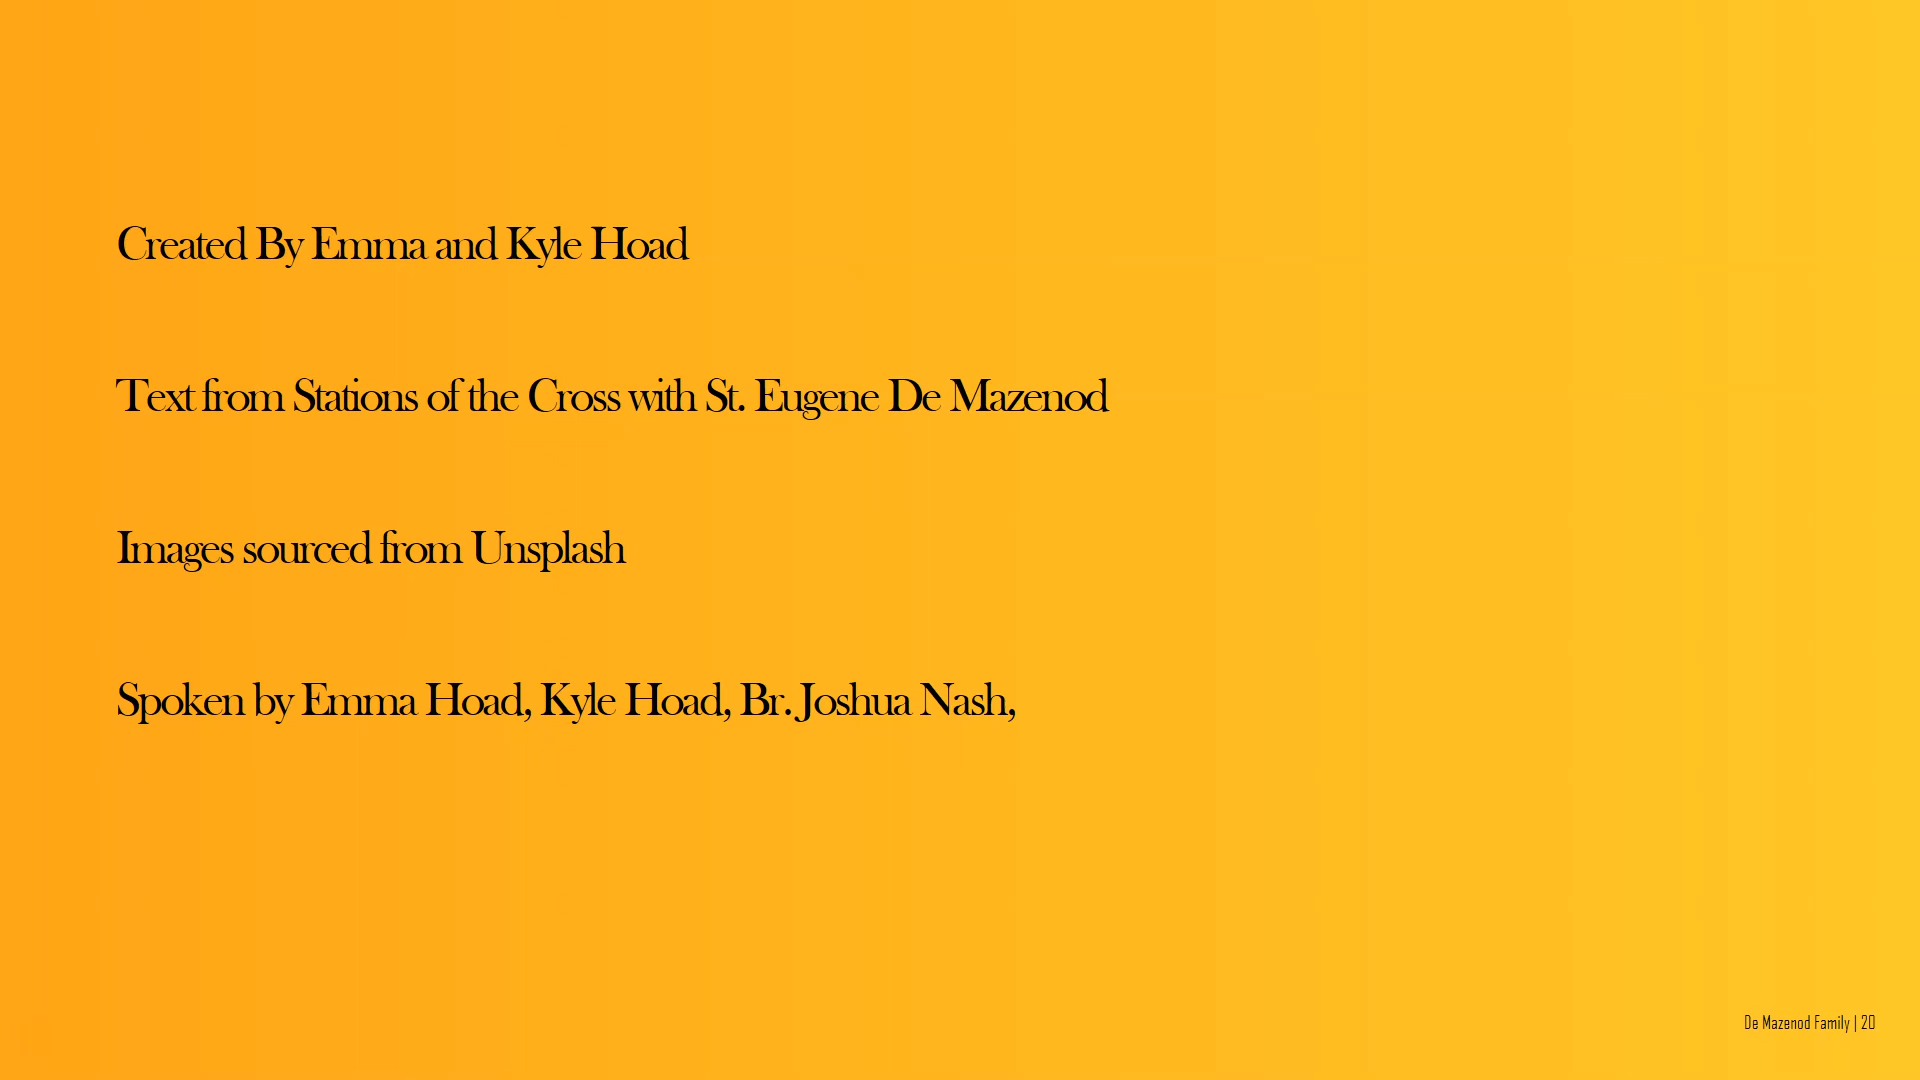 Created By Emma and Kyle Hoad
Text from Stations of the Cross with St. Eugene De Mazenod
Images sourced from Unsplash
Spoken by Emma Hoad, Kyle Hoad, Br. Joshua Nash,
De Mazenod Family | 20